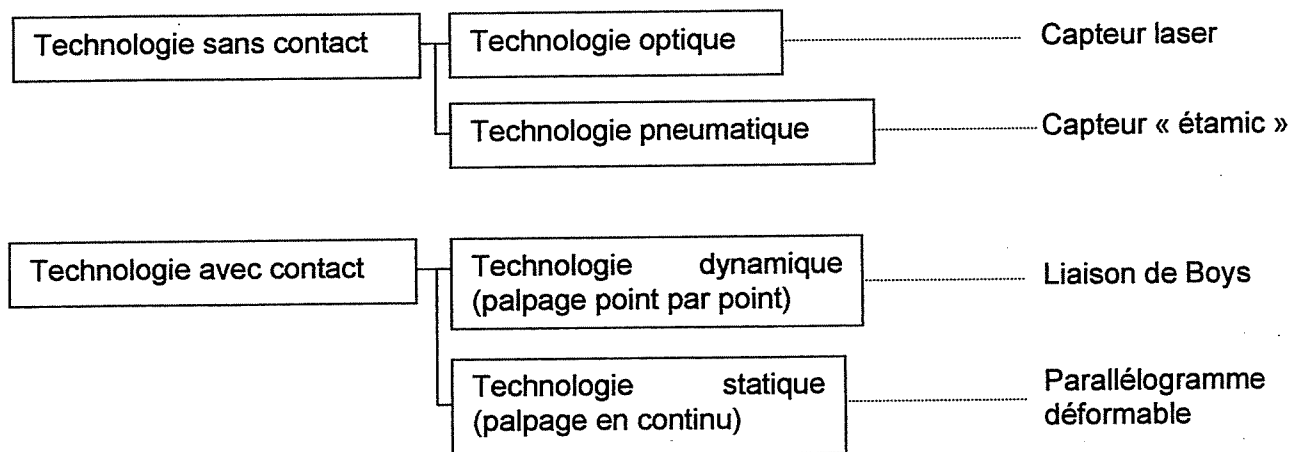 Technologie sans contact
Technologie optique
Capteur laser
Technologie pneumatique
Capteur « étamic »
Technologie avec contact
Technologie dynamique
(palpage point par point)
Liaison de Boys
Technologie statique
(palpage en continu)
Parallélogramme
déformable